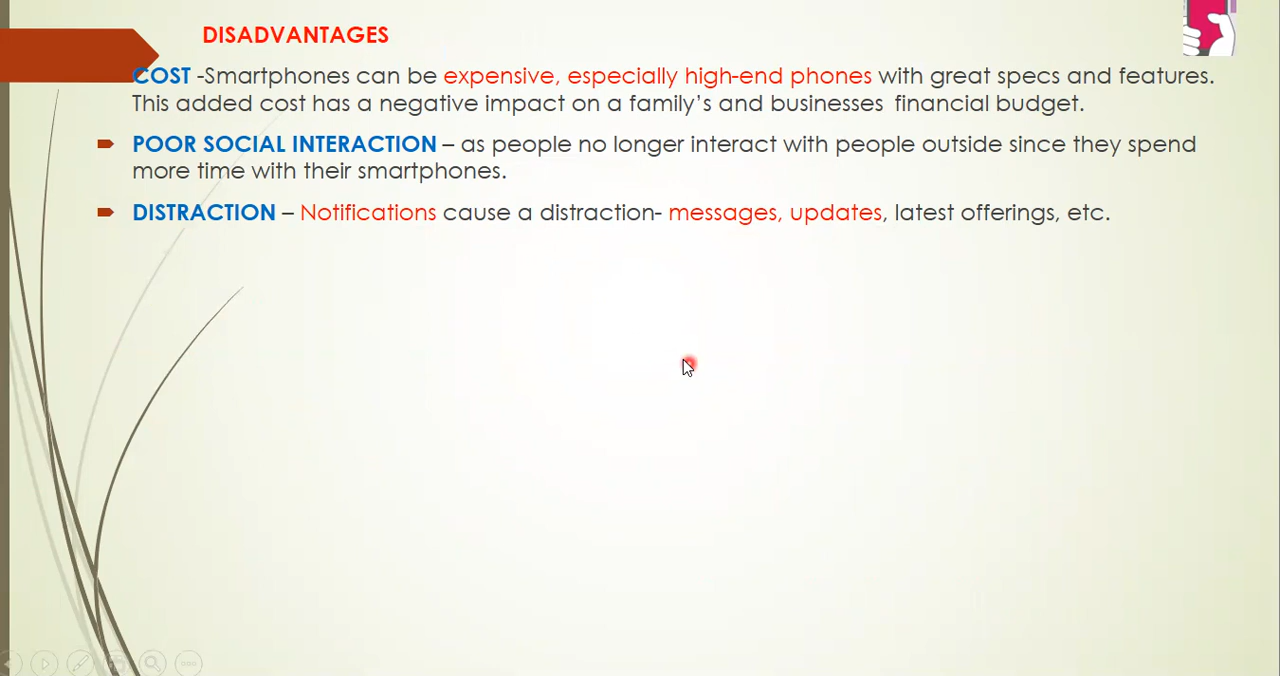 DISADVANTAGES
COST -Smartphones can be expensive, especially high-end phones with great specs and features.
This added cost has a negative impact on a family’s and businesses financial budget.
POOR SOCIAL INTERACTION – as people no longer interact with people outside since they spend
more time with their smartphones.
DISTRACTION – Notifications cause a distraction- messages, updates, latest offerings, etc.